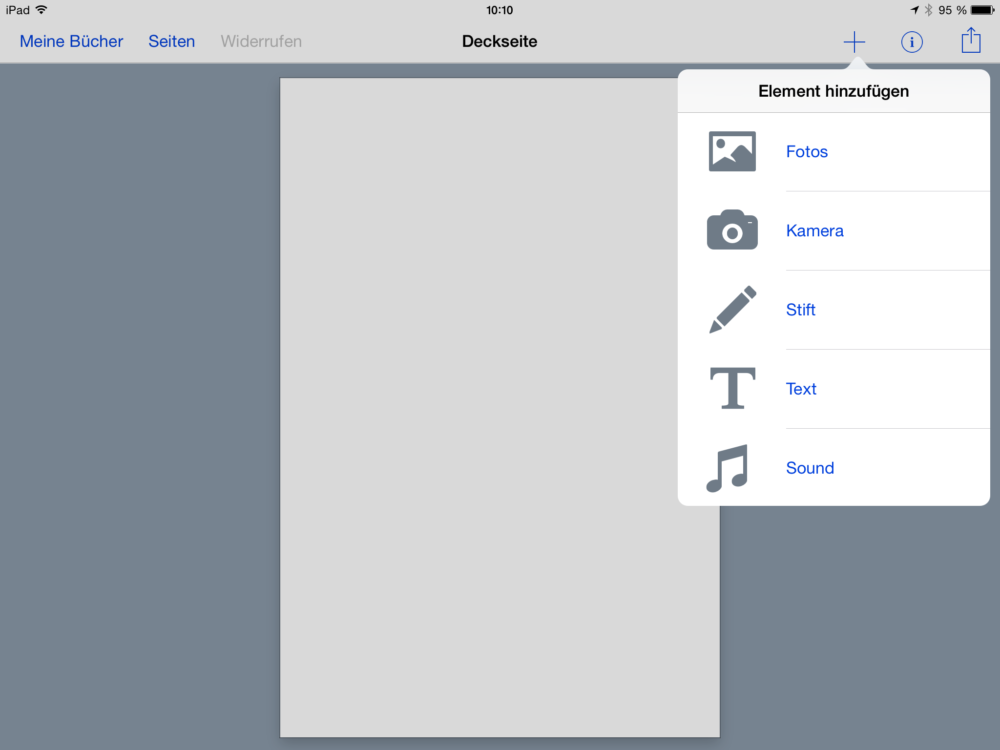 iPad 10:10 95 %
Meine Bücher Seiten Widerrufen Deckseite
Element hinzufügen
Fotos
Kamera
Stift
Text
Sound